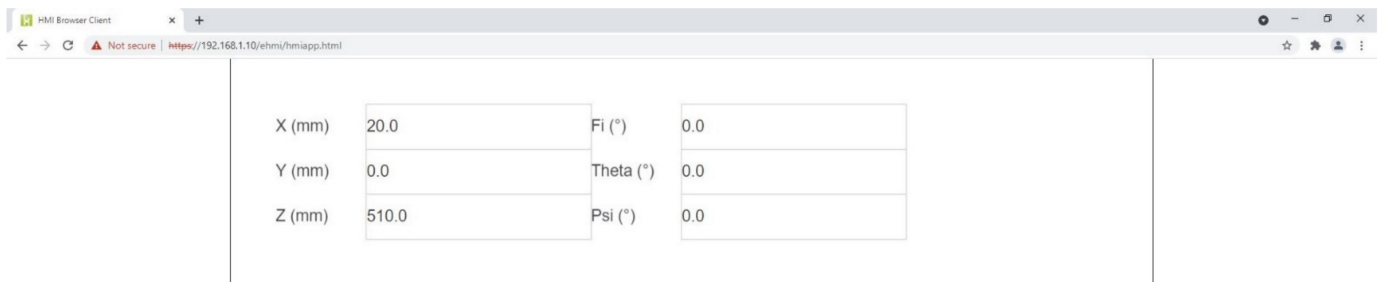 HMI Browser Client
Not secure | https://192.168.1.10/ehmi/hmiapp.html
X (mm) 20.0 Fi (°) 0.0
Y (mm) 0.0 Theta (°) 0.0
Z (mm) 510.0 Psi (°) 0.0